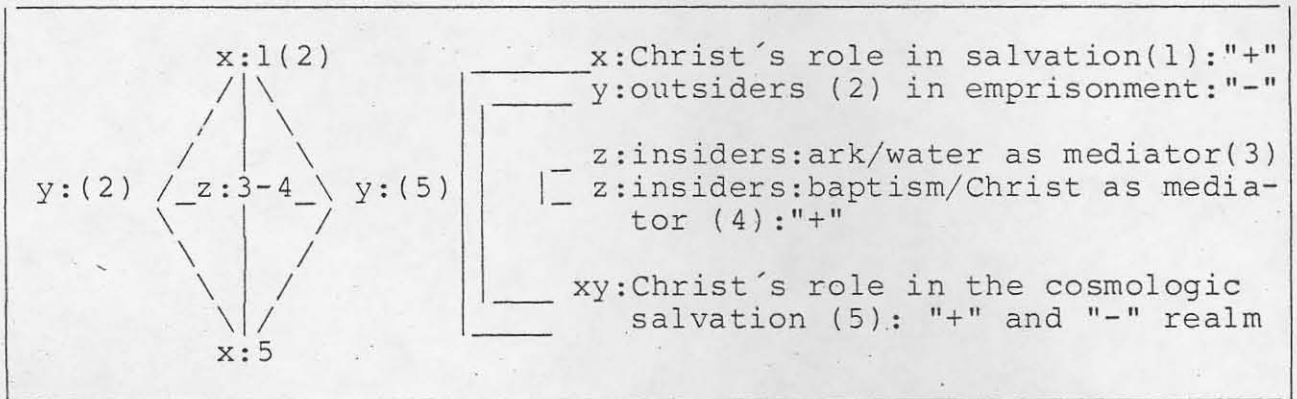 x:1(2)
y:(2) _z:3-4_ y:(5)
x:5
x:Christ´s role in salvation(1):"+"
y:outsiders (2) in emprisonment:"-"
z:insiders:ark/water as mediator(3)
z:insiders:baptism/Christ as media-
tor (4):"+"
xy:Christ´s role in the cosmologic
salvation (5): "+" and "-" realm